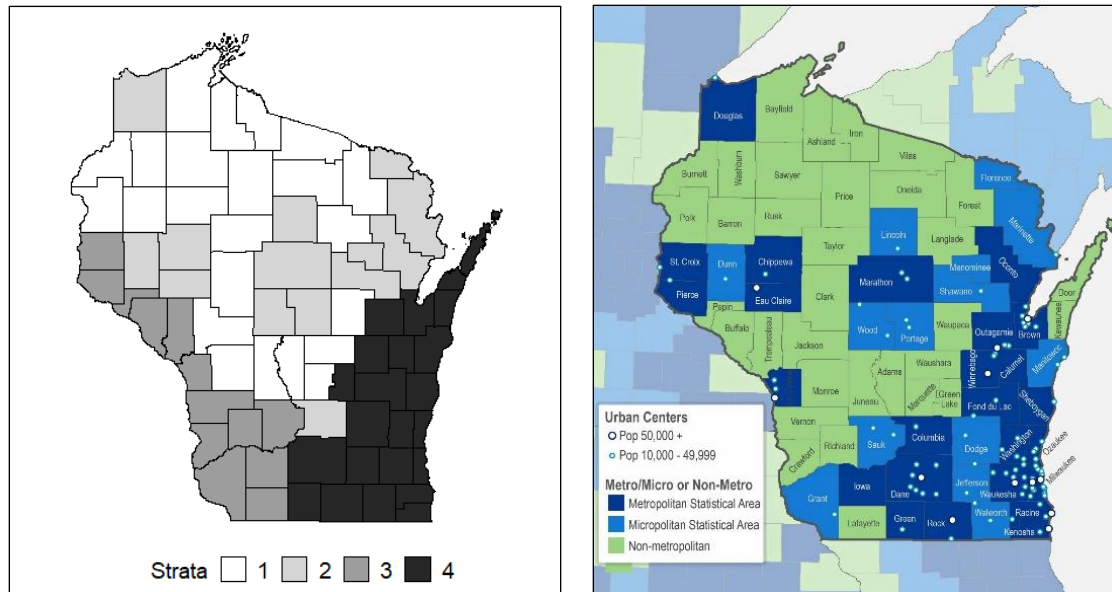 Strata 1 2 3 4
Douglas
Bayfield
Ashland
Iron
Vilas
Florence
Burnett
Washburn
Sawyer
Oneida
Forest
Price
Marinette
Polk
Barron
Rusk
Lincoln
Langlade
Taylor
Oconto
St. Croix
Dunn
Chippewa
Menominee
Marathon
Shawano
Pierce
Eau Claire
Clark
Door
Pepin
Buffalo
Trempealeau
Jackson
Wood
Portage
Waupaca
Outagamie
Brown
Kewaunee
Waushara
Winnebago
Calumet
Manitowoc
Adams
Monroe
Juneau
Marquette
Green
Lake
Fond du Lac
Sheboygan
Vernon
Crawford
Richland
Sauk
Columbia
Dodge
Washington
Ozaukee
Milwaukee
Grant
Iowa
Dane
Jefferson
Waukesha
Lafayette
Green
Rock
Walworth
Racine
Kenosha
Urban Centers
Pop 50,000 +
Pop 10,000 - 49,999
Metro/Micro or Non-Metro
Metropolitan Statistical Area
Micropolitan Statistical Area
Non-metropolitan